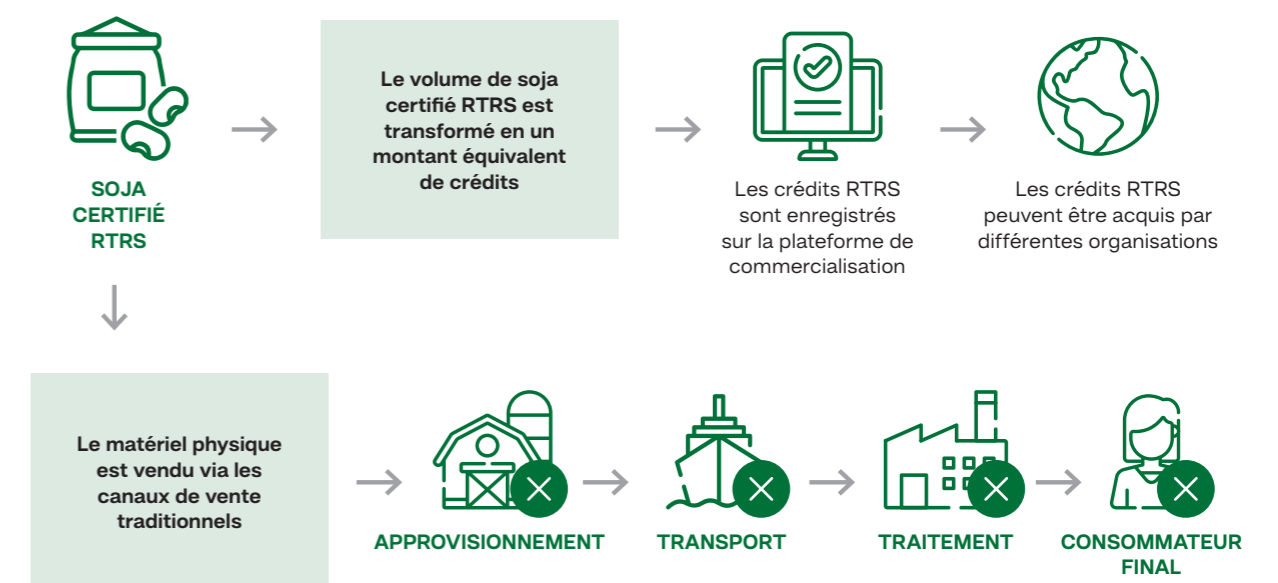 SOJA
CERTIFIÉ
RTRS
Le volume de soja
certifié RTRS est
transformé en un
montant équivalent
de crédits
Les crédits RTRS
sont enregistrés
sur la plateforme de
commercialisation
Les crédits RTRS
peuvent être acquis par
différentes organisations
Le matériel physique
est vendu via les
canaux de vente
traditionnels
APPROVISIONNEMENT
TRANSPORT
TRAITEMENT
CONSOMMATEUR
FINAL